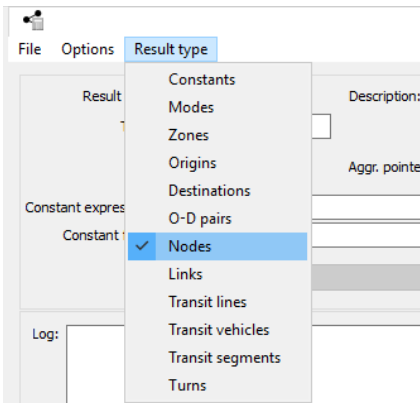 File Options Result type
Constants
Result Description:
Modes
Zones
Origins Aggr. pointe
Destinations
Constant expres
O-D pairs
Constant
Nodes
Links
Transit lines
Transit vehicles
Log:
Transit segments
Turns